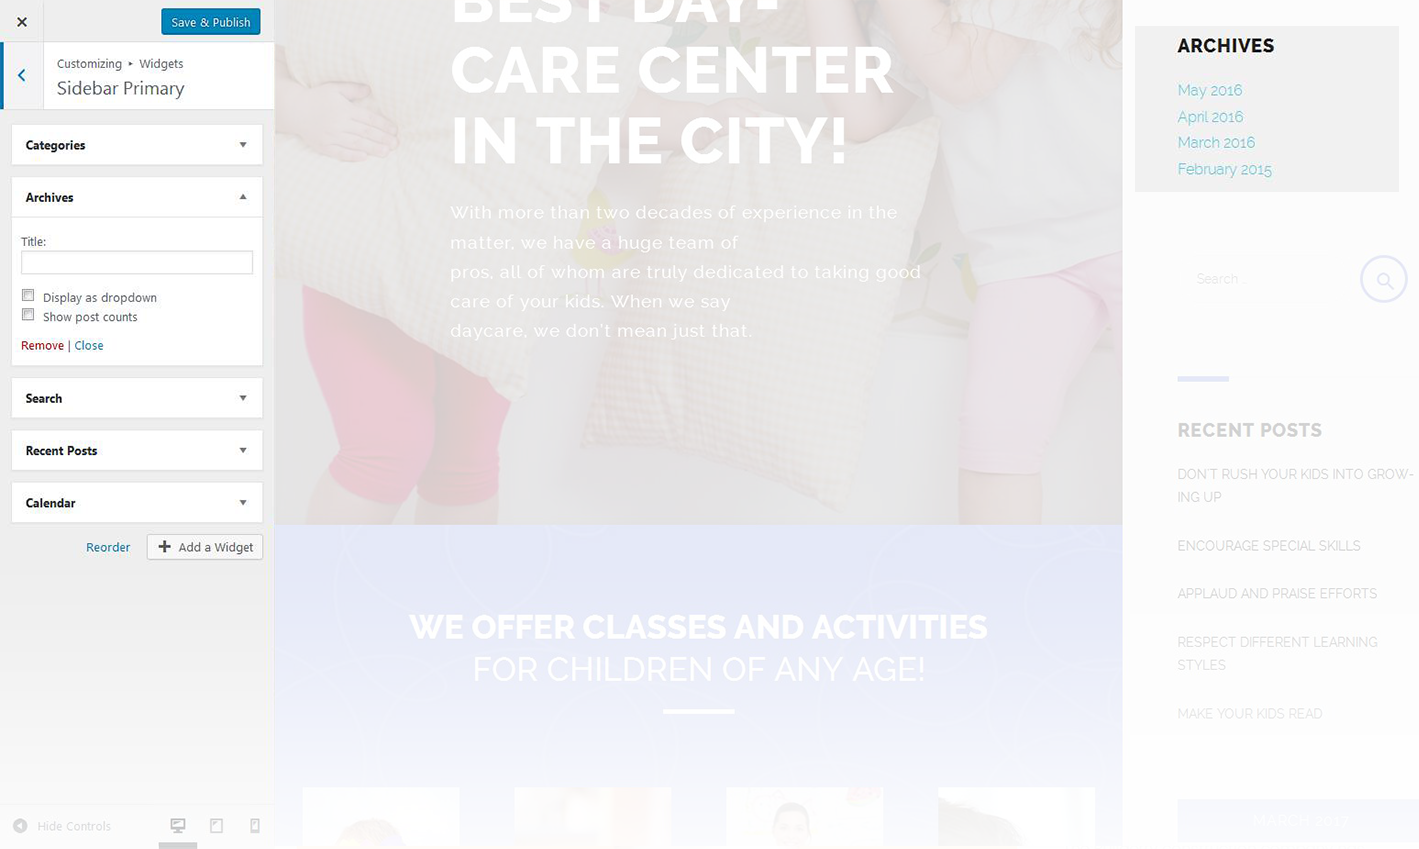 Save & Publish
Customizing ▸ Widgets
Sidebar Primary
Categories
Archives
Title:
Display as dropdown
Show post counts
Remove | Close
Search
Recent Posts
Calendar
Reorder
Add a Widget
Hide Controls
BEST DAY-
CARE CENTER
IN THE CITY!
With more than two decades of experience in the
matter, we have a huge team of
pros, all of whom are truly dedicated to taking good
care of your kids. When we say
daycare, we don't mean just that.
WE OFFER CLASSES AND ACTIVITIES
FOR CHILDREN OF ANY AGE!
ARCHIVES
May 2016
April 2016
March 2016
February 2015
Search...
RECENT POSTS
DON'T RUSH YOUR KIDS INTO GROW-
ING UP
ENCOURAGE SPECIAL SKILLS
APPLAUD AND PRAISE EFFORTS
RESPECT DIFFERENT LEARNING
STYLES
MAKE YOUR KIDS READ
MARCH 2017